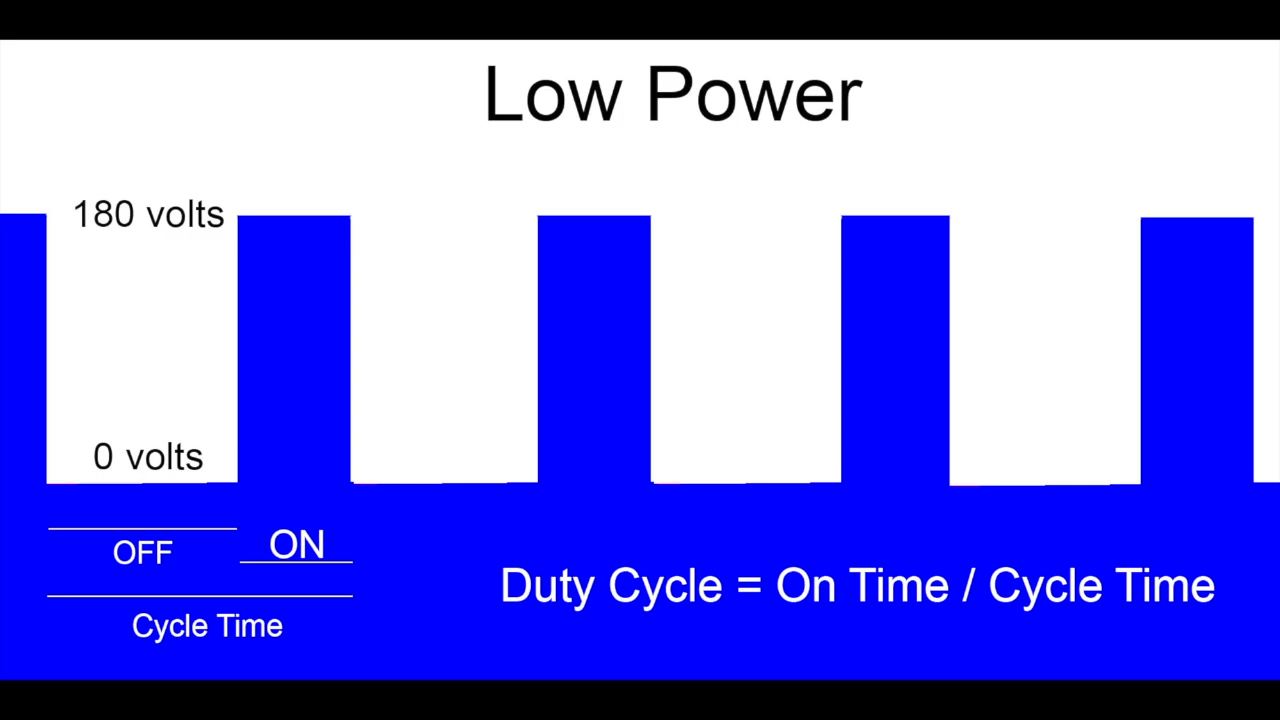 Low Power
180 volts
0 volts
OFF
ON
Cycle Time
Duty Cycle = On Time / Cycle Time